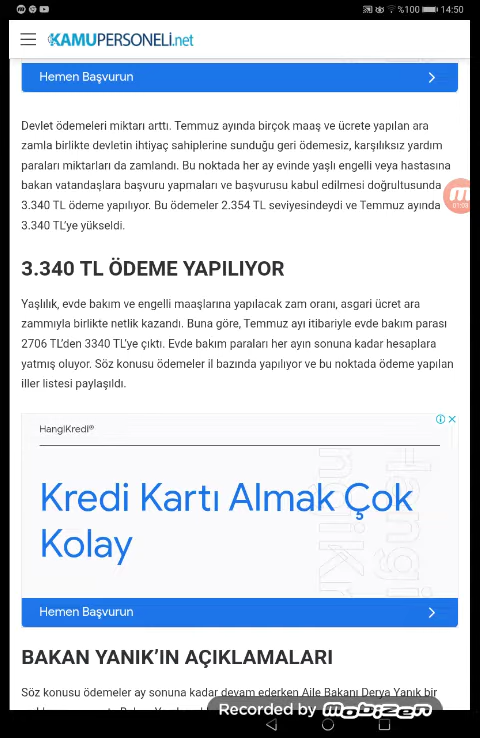 %100 14:50
KAMUPERSONELİ.net
Hemen Başvurun
Devlet ödemeleri miktarı arttı. Temmuz ayında birçok maaş ve ücrete yapılan ara
zamla birlikte devletin ihtiyaç sahiplerine sunduğu geri ödemesiz, karşılıksız yardım
paraları miktarları da zamlandı. Bu noktada her ay evinde yaşlı engelli veya hastasına
bakan vatandaşlara başvuru yapmaları ve başvurusu kabul edilmesi doğrultusunda
3.340 TL ödeme yapılıyor. Bu ödemeler 2.354 TL seviyesindeydi ve Temmuz ayında
3.340 TL'ye yükseldi.
3.340 TL ÖDEME YAPILIYOR
Yaşlılık, evde bakım ve engelli maaşlarına yapılacak zam oranı, asgari ücret ara
zammıyla birlikte netlik kazandı. Buna göre, Temmuz ayı itibariyle evde bakım parası
2706 TL'den 3340 TL'ye çıktı. Evde bakım paraları her ayın sonuna kadar hesaplara
yatmış oluyor. Söz konusu ödemeler il bazında yapılıyor ve bu noktada ödeme yapılan
iller listesi paylaşıldı.
HangiKredi®
Kredi Kartı Almak Çok
Kolay
Hemen Başvurun
BAKAN YANIK'IN AÇIKLAMALARI
Söz konusu ödemeler ay sonuna kadar devam ederken Aile Bakanı Derya Yanık bir
Recorded by Mobizen